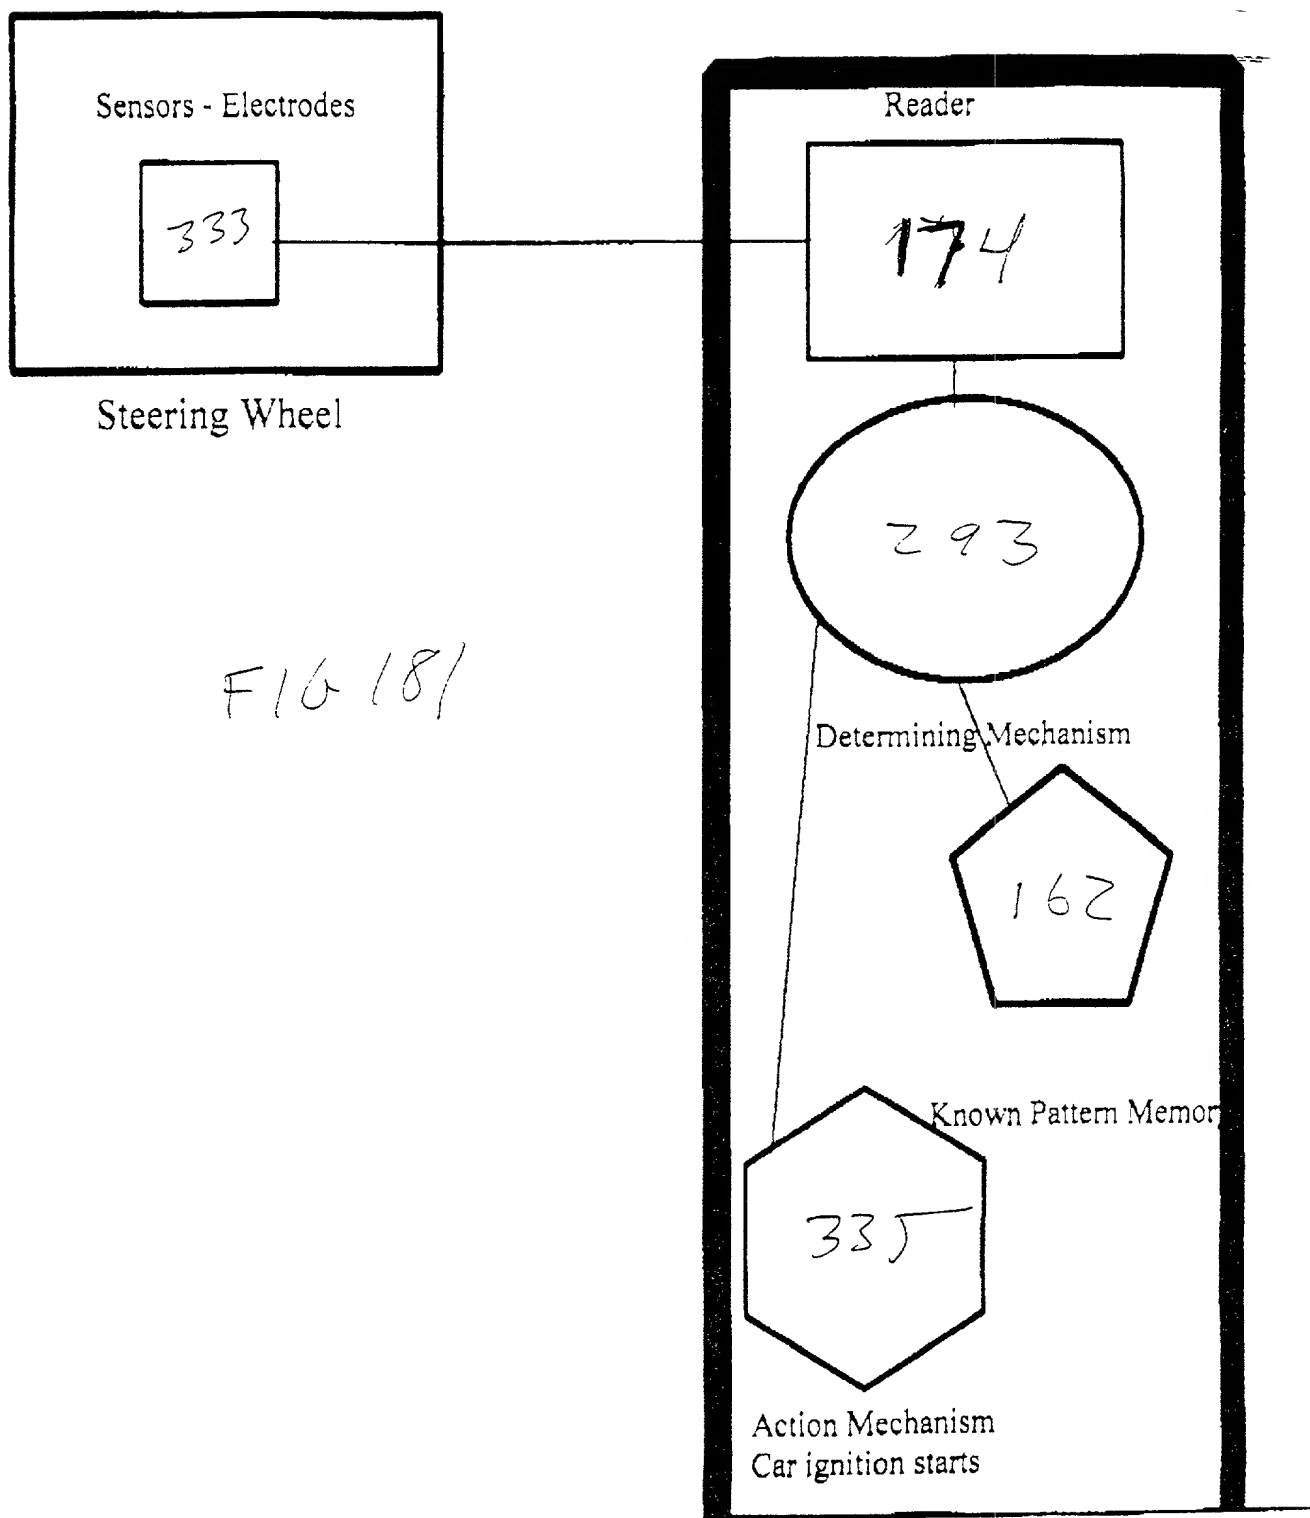 Sensors - Electrodes
333
Steering Wheel
Reader
174
293
FIG 181
Determining Mechanism
162
Known Pattern Memor
335
Action Mechanism
Car ignition starts